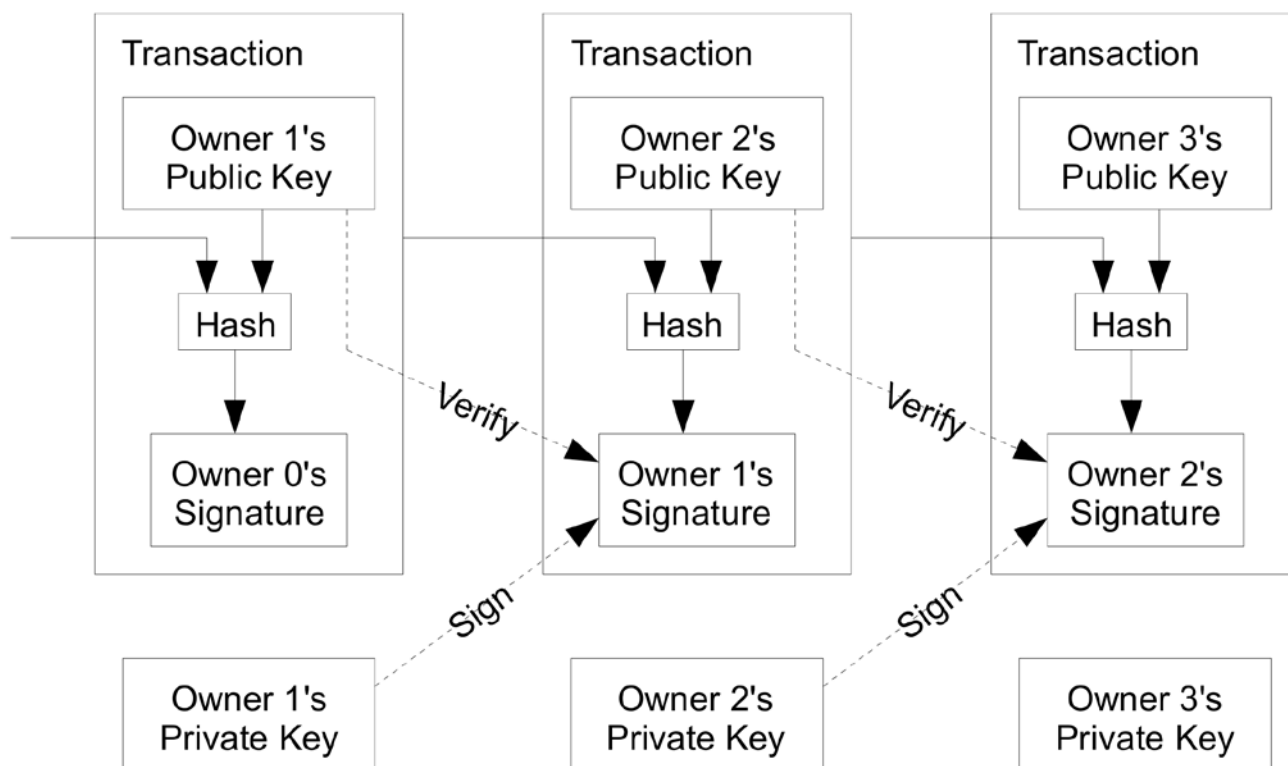 Transaction
Transaction
Transaction
Owner 1's
Public Key
Owner 2's
Public Key
Owner 3's
Public Key
Hash
Hash
Hash
Verify
Verify
Owner 0's
Signature
Owner 1's
Signature
Owner 2's
Signature
Sign
Sign
Owner 1's
Private Key
Owner 2's
Private Key
Owner 3's
Private Key